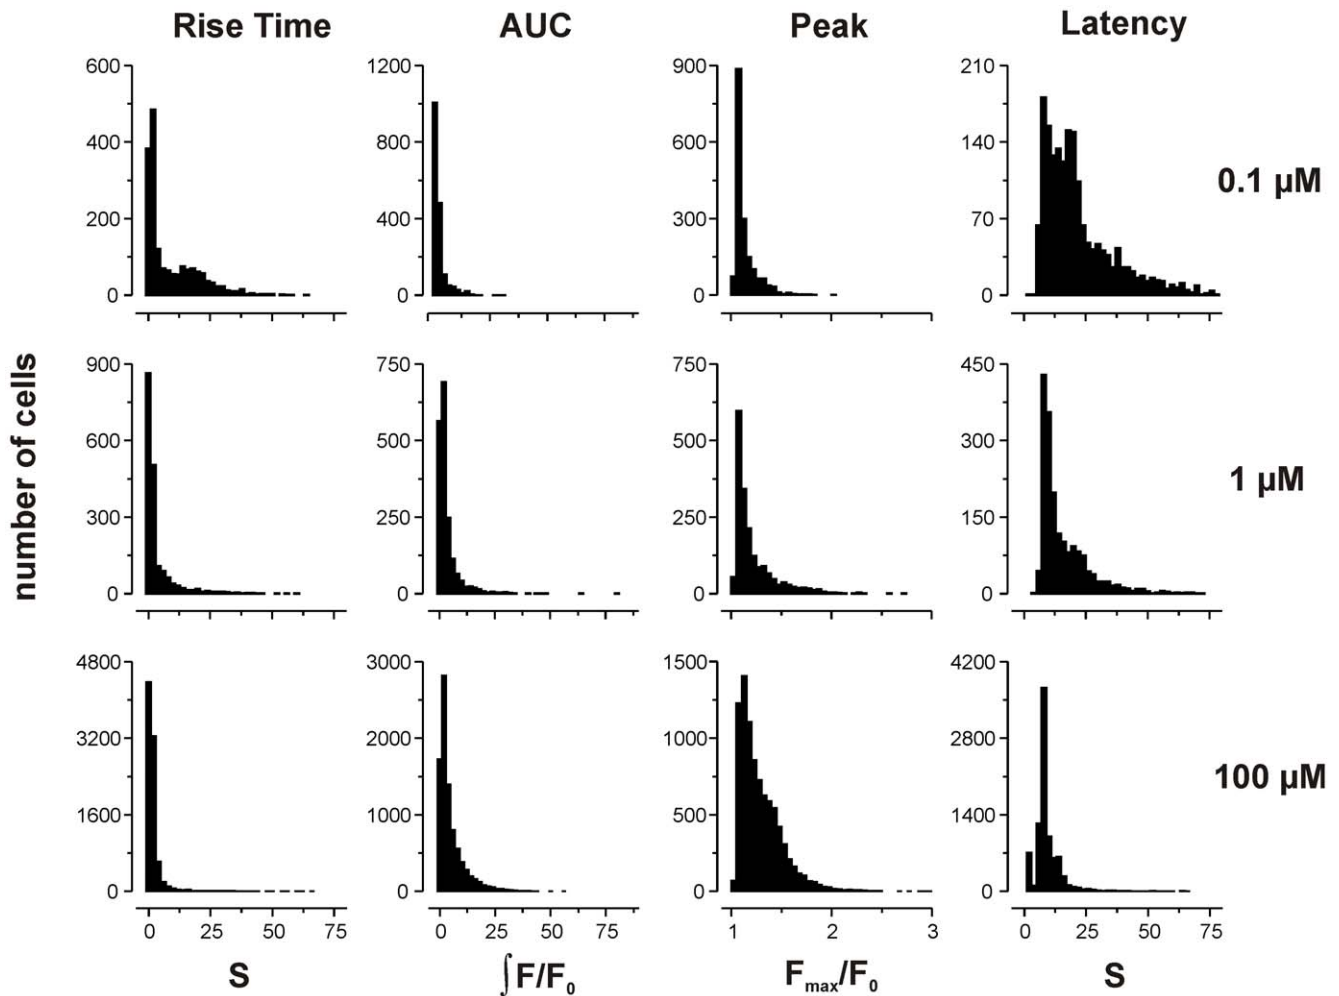 Rise Time AUC Peak Latency
600 1200 900 210
400 800 600 140
0.1 µM
200 400 300 70
0 0 0 0
number of cells
900 750 750 450
600 500 500 300
1 µM
300 250 250 150
0 0 0 0
4800 3000 1500 4200
3200 2000 1000 2800
100 µM
1600 1000 500 1400
0 0 0 0
0 25 50 75 0 25 50 75 1 2 3 0 25 50 75
S ∫F/F0 Fmax/F0 S